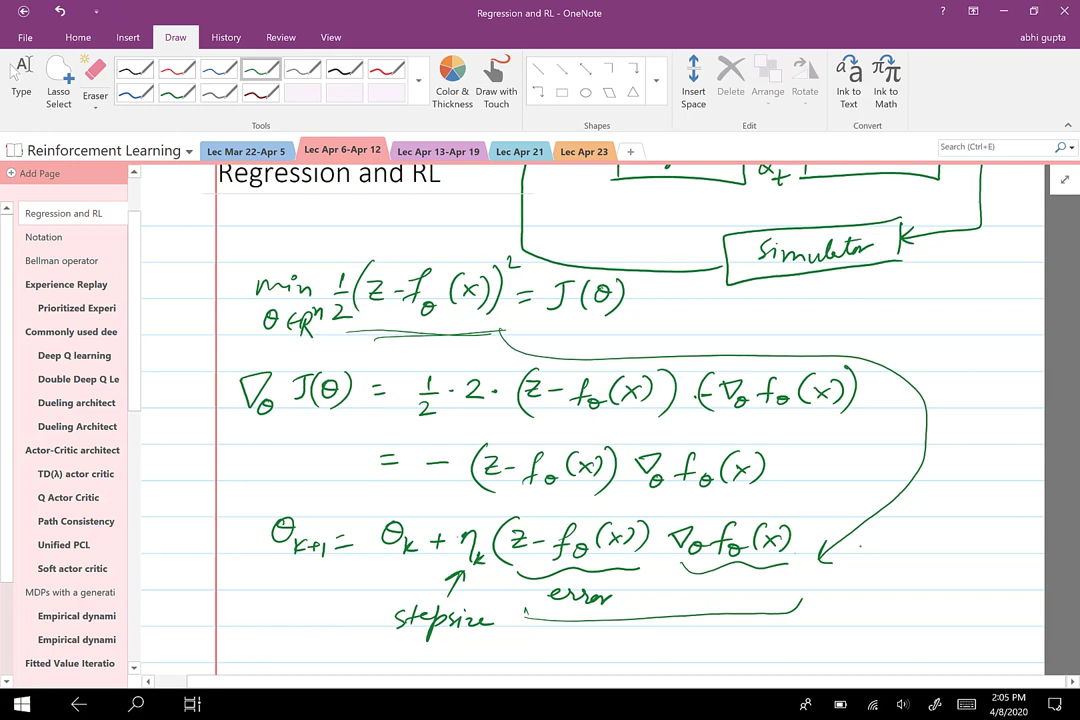 Regression and RL - OneNote
?
File Home Insert Draw History Review View
abhi gupta
Type
Lasso Select
Eraser
Color & Thickness
Draw with Touch
Insert Space
Delete
Arrange
Rotate
Ink to Text
Ink to Math
Tools
Shapes
Edit
Convert
Reinforcement Learning
Lec Mar 22-Apr 5
Lec Apr 6-Apr 12
Lec Apr 13-Apr 19
Lec Apr 21
Lec Apr 23
+
Search (Ctrl+E)
Add Page
Regression and RL
Notation
Bellman operator
Experience Replay
Prioritized Experi
Commonly used dee
Deep Q learning
Double Deep Q Le
Dueling architect
Dueling Architect
Actor-Critic architect
TD(λ) actor critic
Q Actor Critic
Path Consistency
Unified PCL
Soft actor critic
MDPs with a generati
Empirical dynami
Empirical dynami
Fitted Value Iteratio
Regression and RL
α_t
Simulator
min_{θ∈ℝⁿ} 1/2 (z - f_θ(x))² = J(θ)
∇_θ J(θ) = 1/2 · 2 · (z - f_θ(x)) · (-∇_θ f_θ(x))
= - (z - f_θ(x)) ∇_θ f_θ(x)
θ_{k+1} = θ_k + η_k (z - f_θ(x)) ∇_θ f_θ(x)
error
stepsize
2:05 PM
4/8/2020